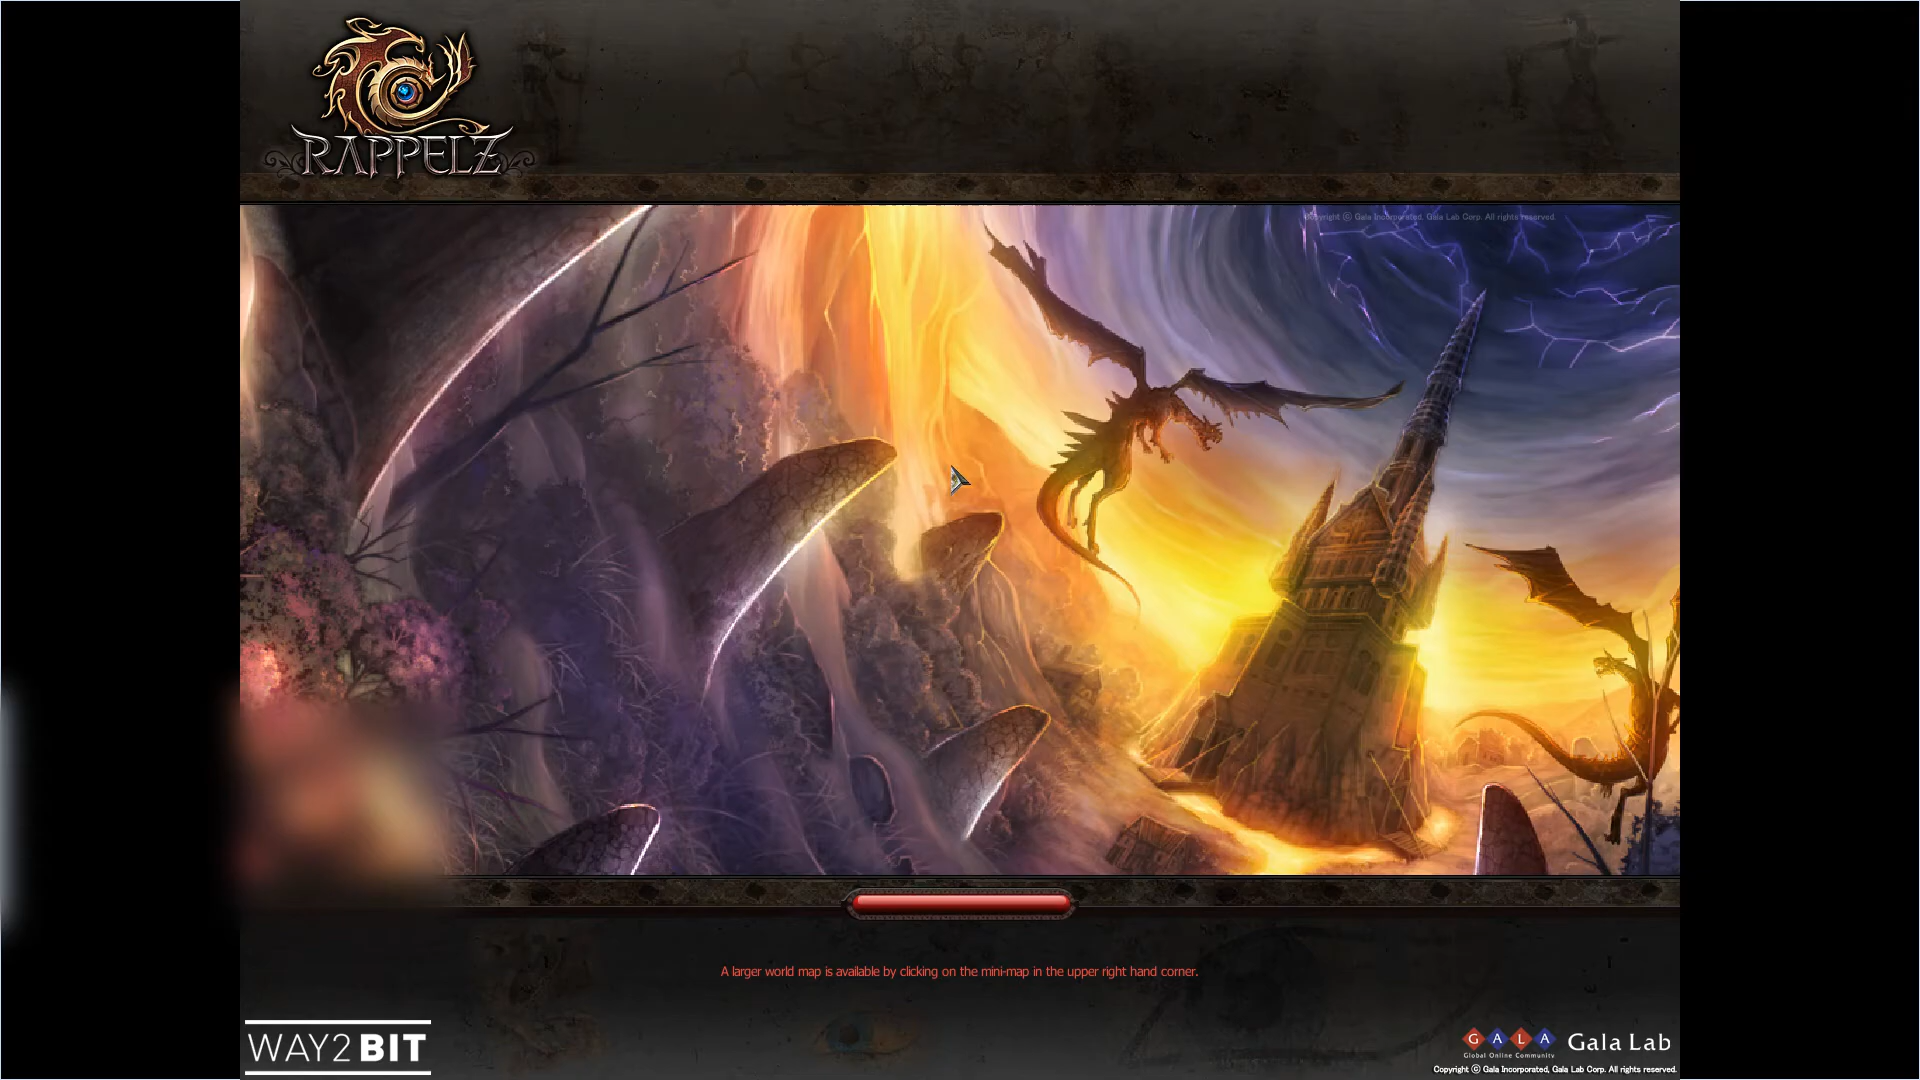 RAPPELZ
Copyright ⓒ Gala Incorporated, Gala Lab Corp. All rights reserved.
A larger world map is available by clicking on the mini-map in the upper right hand corner.
WAY2BIT
GALA
Global Online Community
Gala Lab
Copyright ⓒ Gala Incorporated, Gala Lab Corp. All rights reserved.